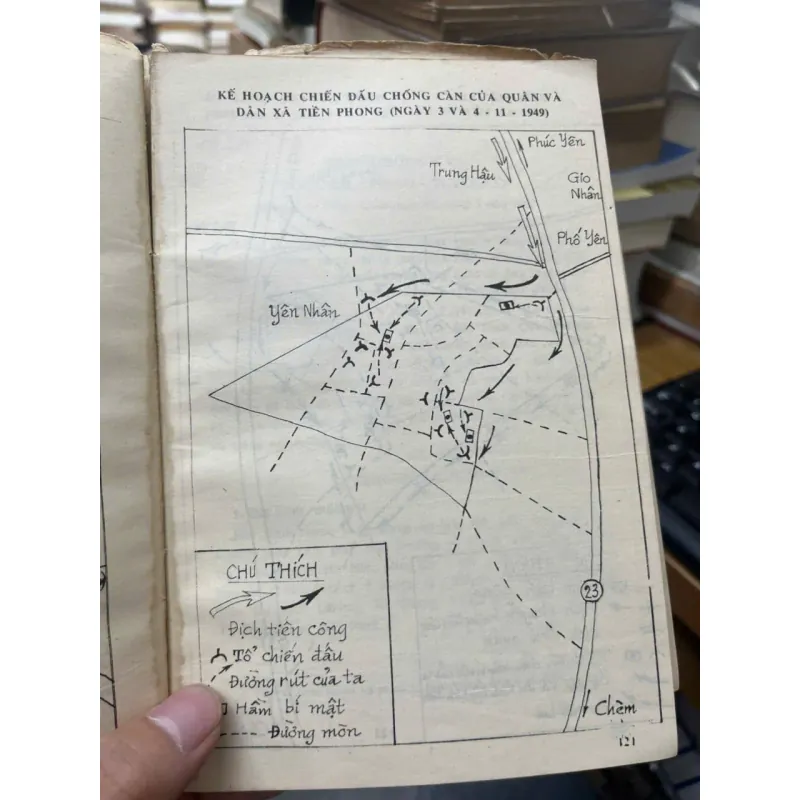 KẾ HOẠCH CHIẾN ĐẤU CHỐNG CÀN CỦA QUÂN VÀ
DÂN XÃ TIỀN PHONG (NGÀY 3 VÀ 4 - 11 - 1949)
Phúc Yên
Trung Hậu
Gio
Nhân
Phố Yên
Yên Nhân
CHÚ THÍCH
Địch tiến công
Tổ chiến đấu
Đường rút của ta
Hầm bí mật
Đường mòn
23
Chèm
121